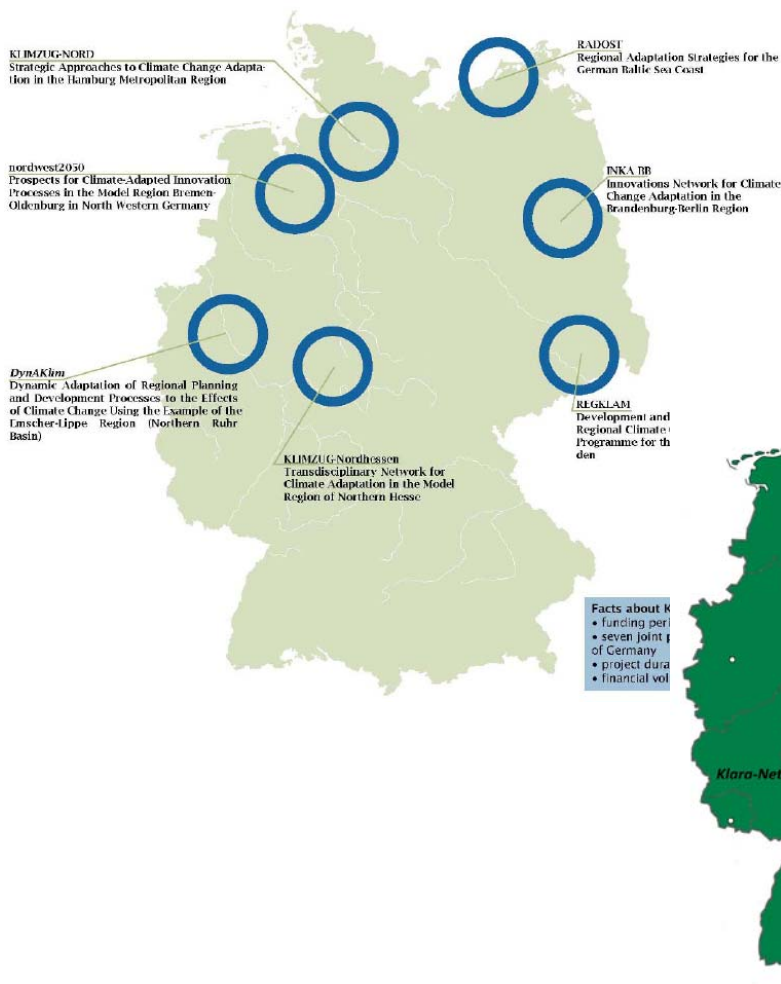 KLIMZUG-NORD
Strategic Approaches to Climate Change Adapta-
tion in the Hamburg Metropolitan Region
RADOST
Regional Adaptation Strategies for the
German Baltic Sea Coast
nordwest2050
Prospects for Climate-Adapted Innovation
Processes in the Model Region Bremen-
Oldenburg in North Western Germany
INKA BB
Innovations Network for Climate
Change Adaptation in the
Brandenburg-Berlin Region
DynAKlim
Dynamic Adaptation of Regional Planning
and Development Processes to the Effects
of Climate Change Using the Example of the
Emscher-Lippe Region (Northern Ruhr
Basin)
REGKLAM
Development and
Regional Climate
Programme for th
den
KLIMZUG-Nordhessen
Transdisciplinary Network for
Climate Adaptation in the Model
Region of Northern Hesse
Facts about K
• funding peri
• seven joint p
of Germany
• project dura
• financial vol
Klara-Net